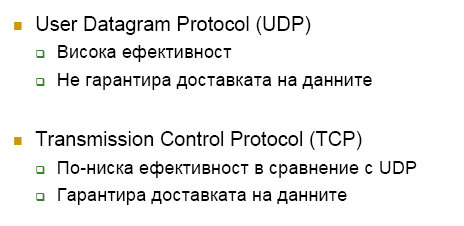 User Datagram Protocol (UDP)
Висока ефективност
Не гарантира доставката на данните
Transmission Control Protocol (TCP)
По-ниска ефективност в сравнение с UDP
Гарантира доставката на данните